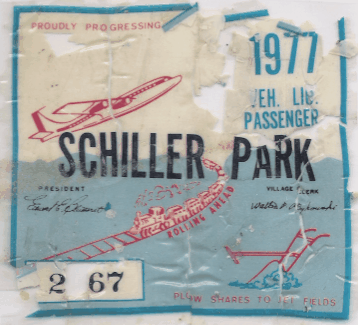 PROUDLY PROGRESSING
1977
VEH. LIC.
PASSENGER
SCHILLER PARK
PRESIDENT
VILLAGE CLERK
ROLLING AHEAD
2 67
PLOW SHARES TO JET FIELDS